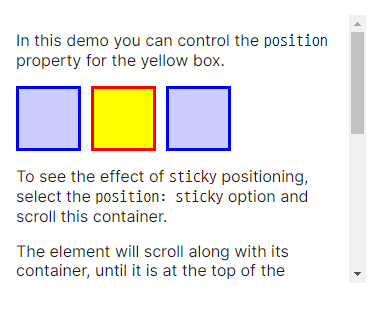 In this demo you can control the position
property for the yellow box.
To see the effect of sticky positioning,
select the position: sticky option and
scroll this container.
The element will scroll along with its
container, until it is at the top of the